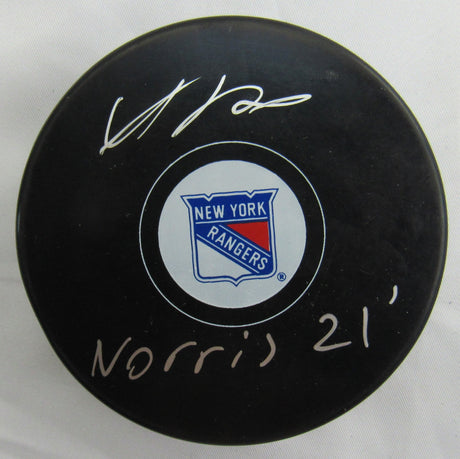 NEW YORK
RANGERS
®
Norris 21'